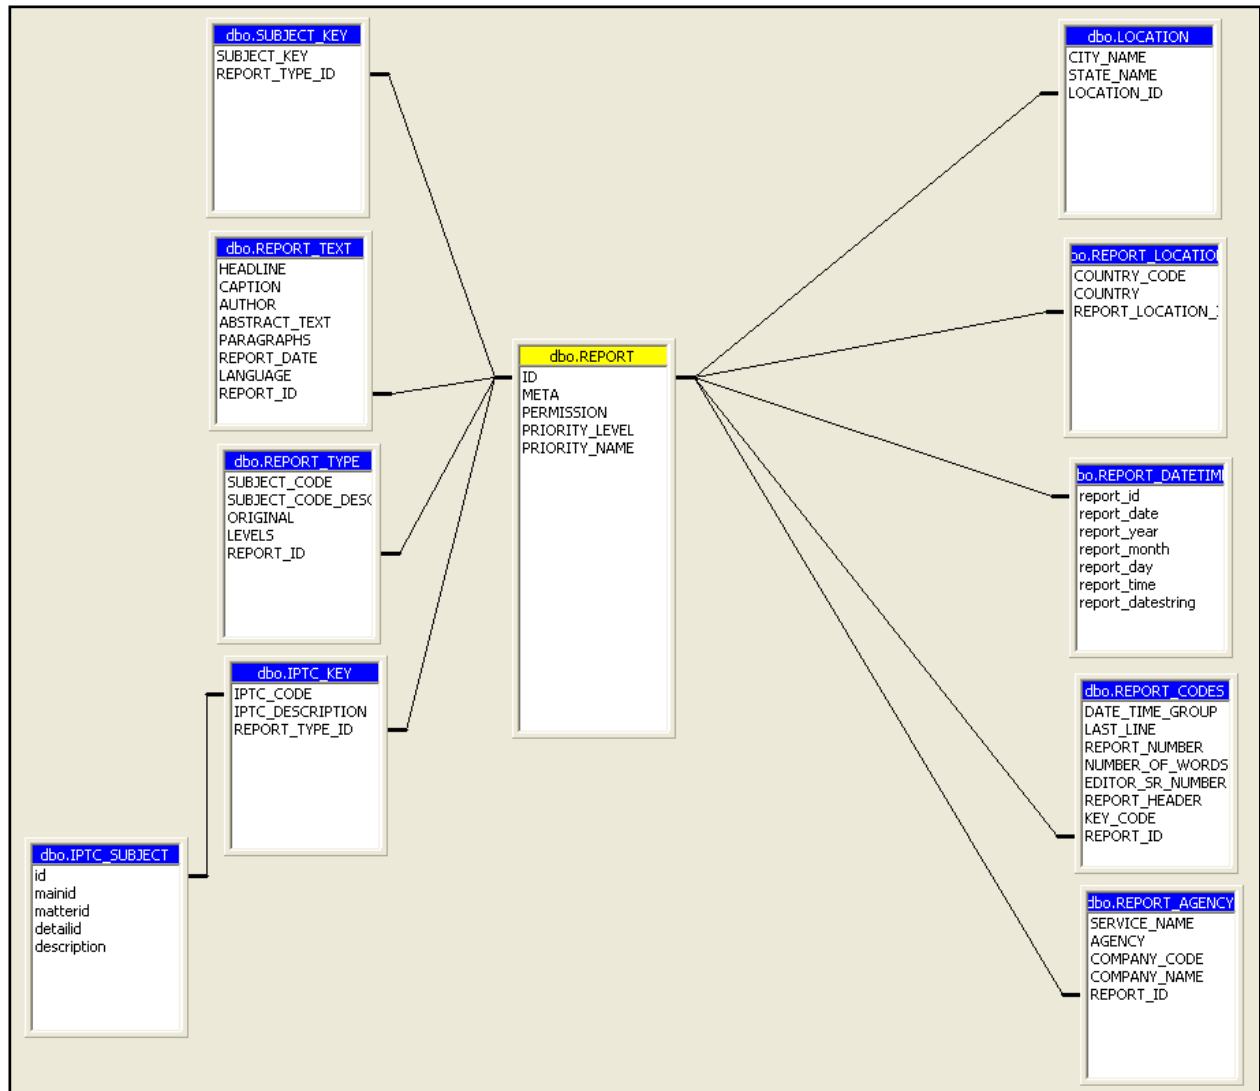 dbo.SUBJECT_KEY
SUBJECT_KEY
REPORT_TYPE_ID
dbo.REPORT_TEXT
HEADLINE
CAPTION
AUTHOR
ABSTRACT_TEXT
PARAGRAPHS
REPORT_DATE
LANGUAGE
REPORT_ID
dbo.REPORT_TYPE
SUBJECT_CODE
SUBJECT_CODE_DESC
ORIGINAL
LEVELS
REPORT_ID
dbo.IPTC_KEY
IPTC_CODE
IPTC_DESCRIPTION
REPORT_TYPE_ID
dbo.IPTC_SUBJECT
id
mainid
matterid
detailid
description
dbo.REPORT
ID
META
PERMISSION
PRIORITY_LEVEL
PRIORITY_NAME
dbo.LOCATION
CITY_NAME
STATE_NAME
LOCATION_ID
bo.REPORT_LOCATIO
COUNTRY_CODE
COUNTRY
REPORT_LOCATION_
bo.REPORT_DATETIM
report_id
report_date
report_year
report_month
report_day
report_time
report_datestring
dbo.REPORT_CODES
DATE_TIME_GROUP
LAST_LINE
REPORT_NUMBER
NUMBER_OF_WORDS
EDITOR_SR_NUMBER
REPORT_HEADER
KEY_CODE
REPORT_ID
dbo.REPORT_AGENCY
SERVICE_NAME
AGENCY
COMPANY_CODE
COMPANY_NAME
REPORT_ID